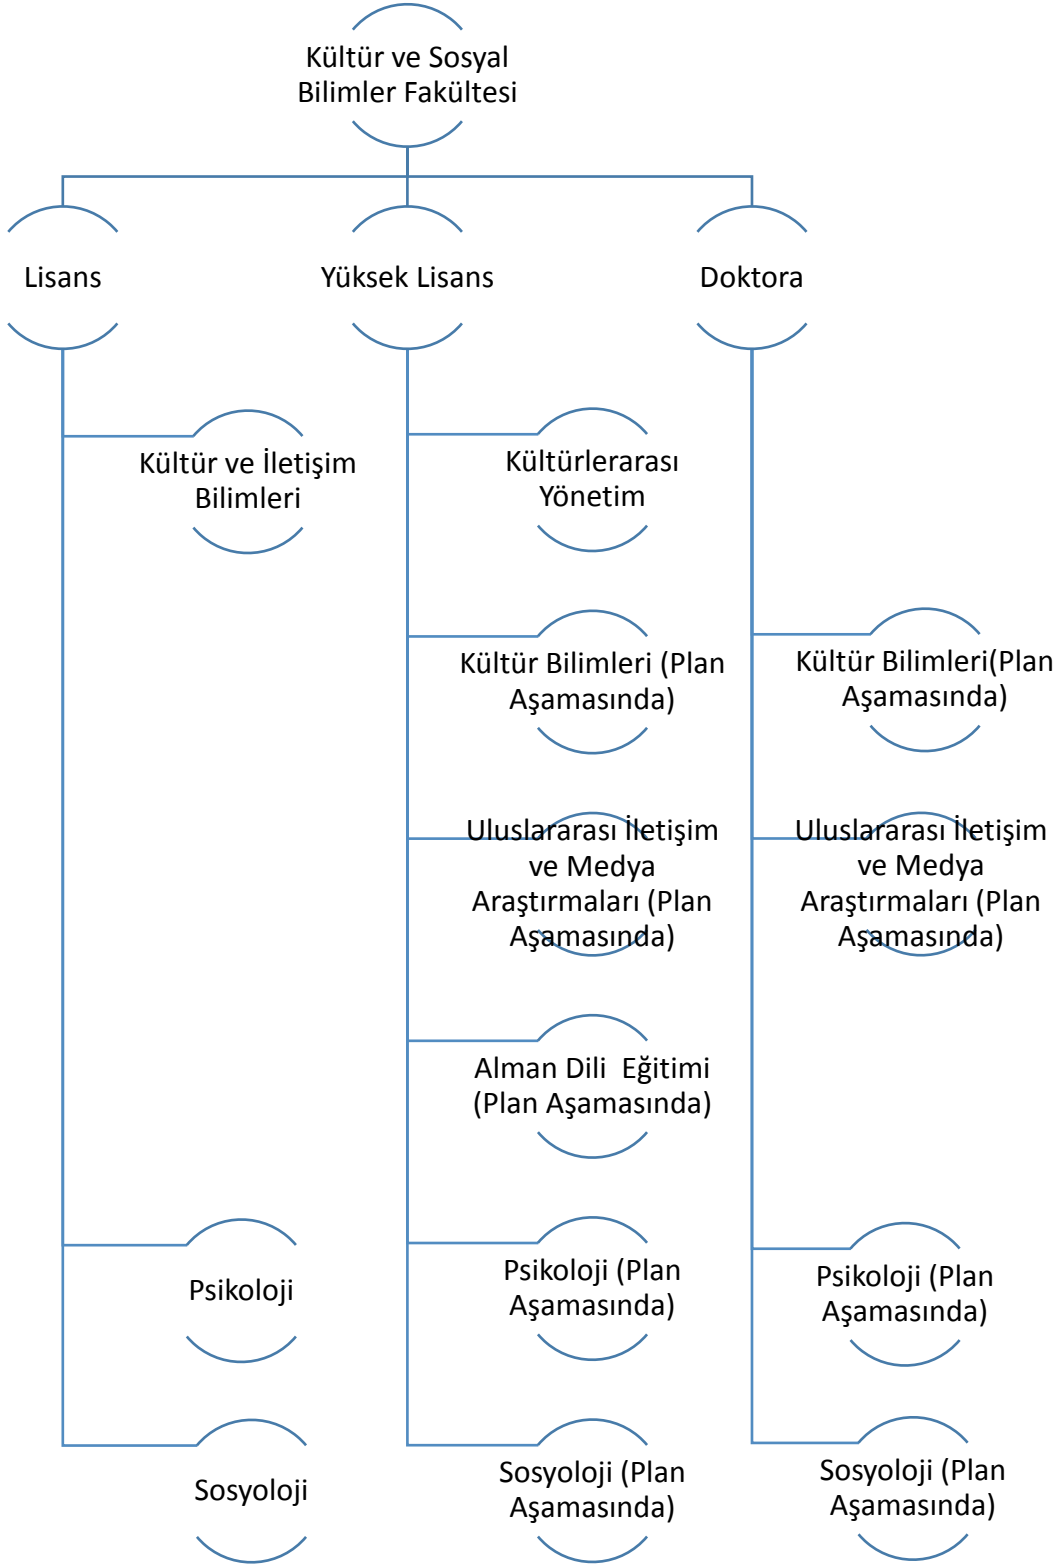 Kültür ve Sosyal
Bilimler Fakültesi
Lisans
Yüksek Lisans
Doktora
Kültür ve İletişim
Bilimleri
Kültürlerarası
Yönetim
Kültür Bilimleri (Plan
Aşamasında)
Kültür Bilimleri(Plan
Aşamasında)
Uluslararası İletişim
ve Medya
Araştırmaları (Plan
Aşamasında)
Uluslararası İletişim
ve Medya
Araştırmaları (Plan
Aşamasında)
Alman Dili  Eğitimi
(Plan Aşamasında)
Psikoloji
Psikoloji (Plan
Aşamasında)
Psikoloji (Plan
Aşamasında)
Sosyoloji
Sosyoloji (Plan
Aşamasında)
Sosyoloji (Plan
Aşamasında)